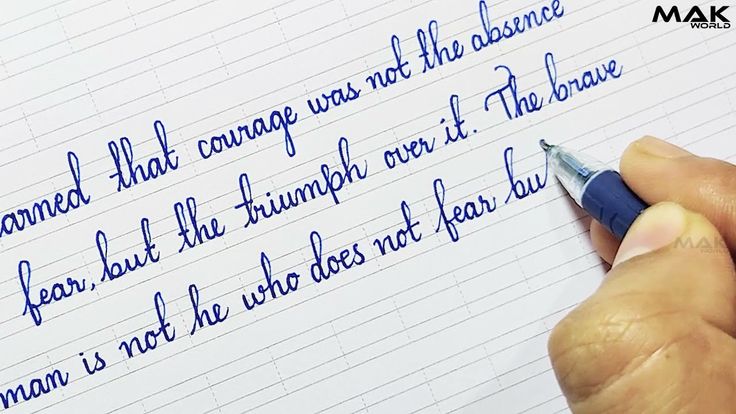 MAK
WORLD
arned that courage was not the absence
fear, but the triumph over it. The brave
man is not he who does not fear bu
MAK